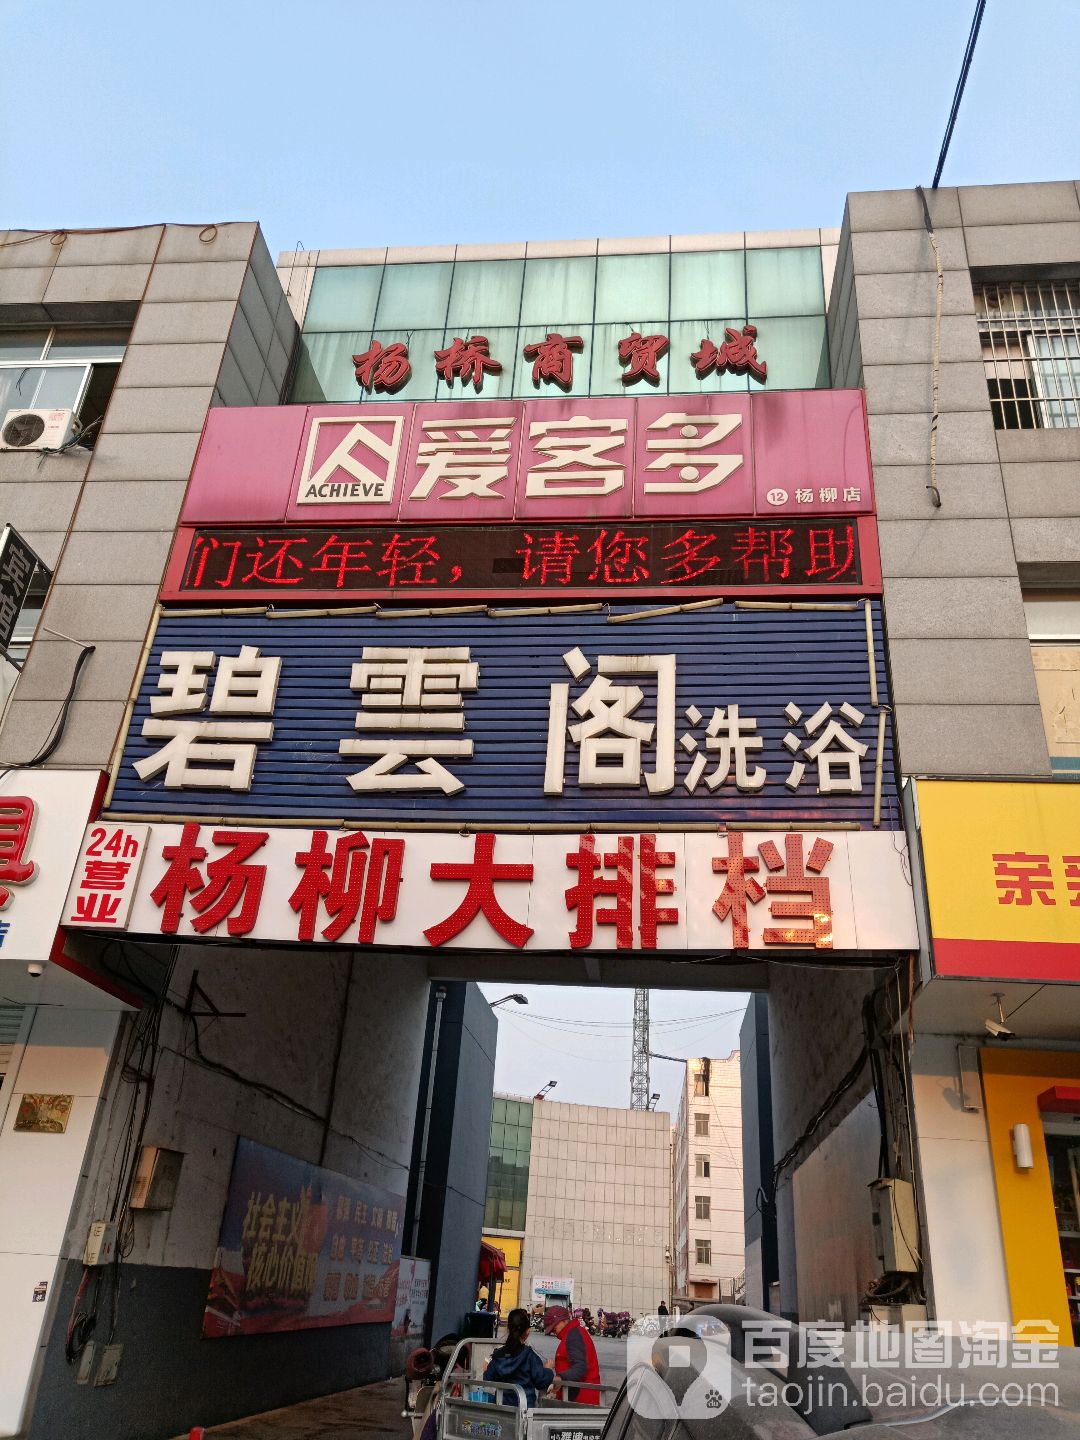 杨桥商贸城
爱客多
ACHIEVE
12 杨柳店
们还年轻，请您多帮助
碧雲阁洗浴
24h
营业
杨柳大排档
亲
社会主义
核心价值观
百度地图淘金
taojin.baidu.com